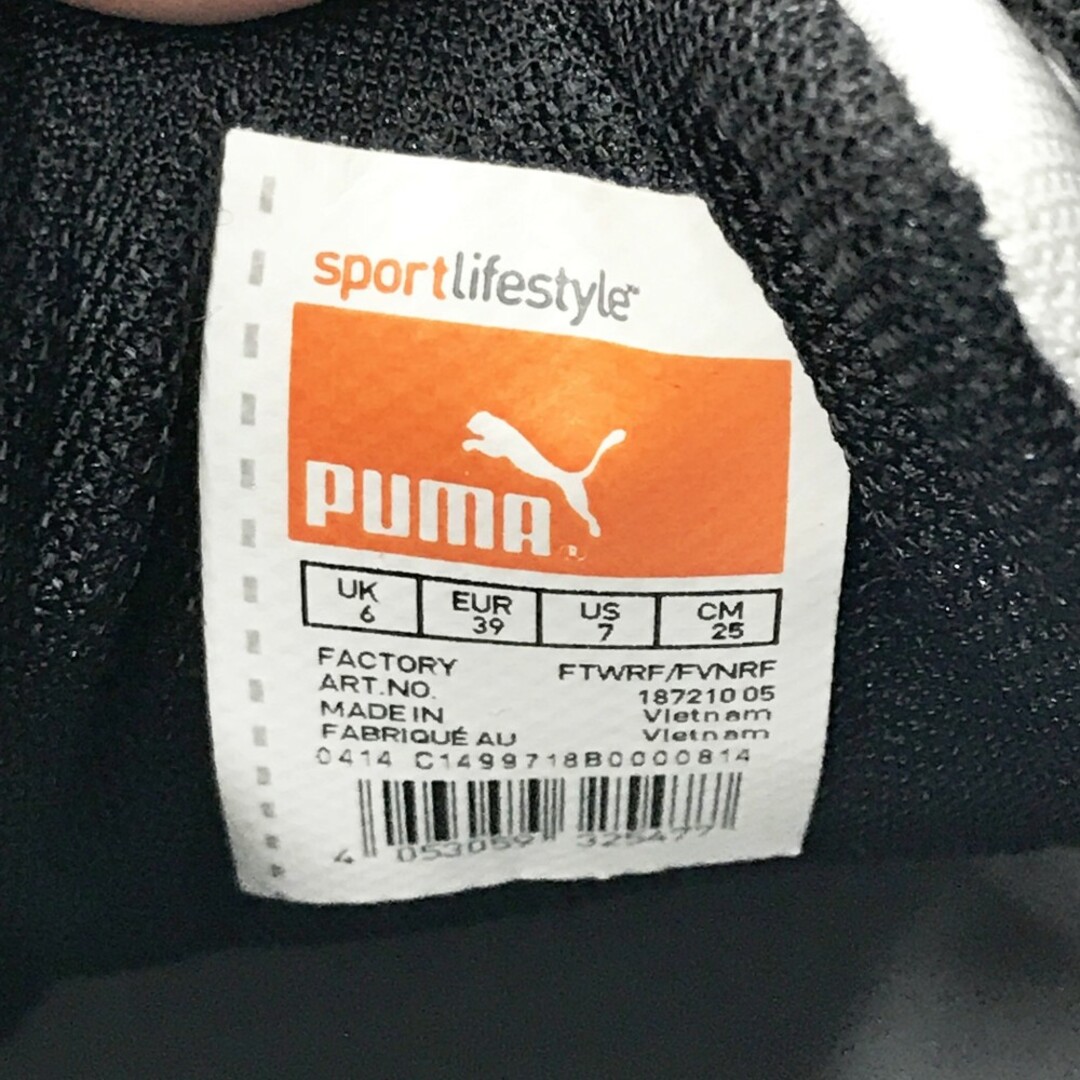 sportlifestyle™
PUMA®
UK EUR US CM
6 39 7 25
FACTORY FTWRF/FVNRF
ART.NO. 187210 05
MADE IN Vietnam
FABRIQUÉ AU Vietnam
0414 C1499718B0000814
4 053059 325477